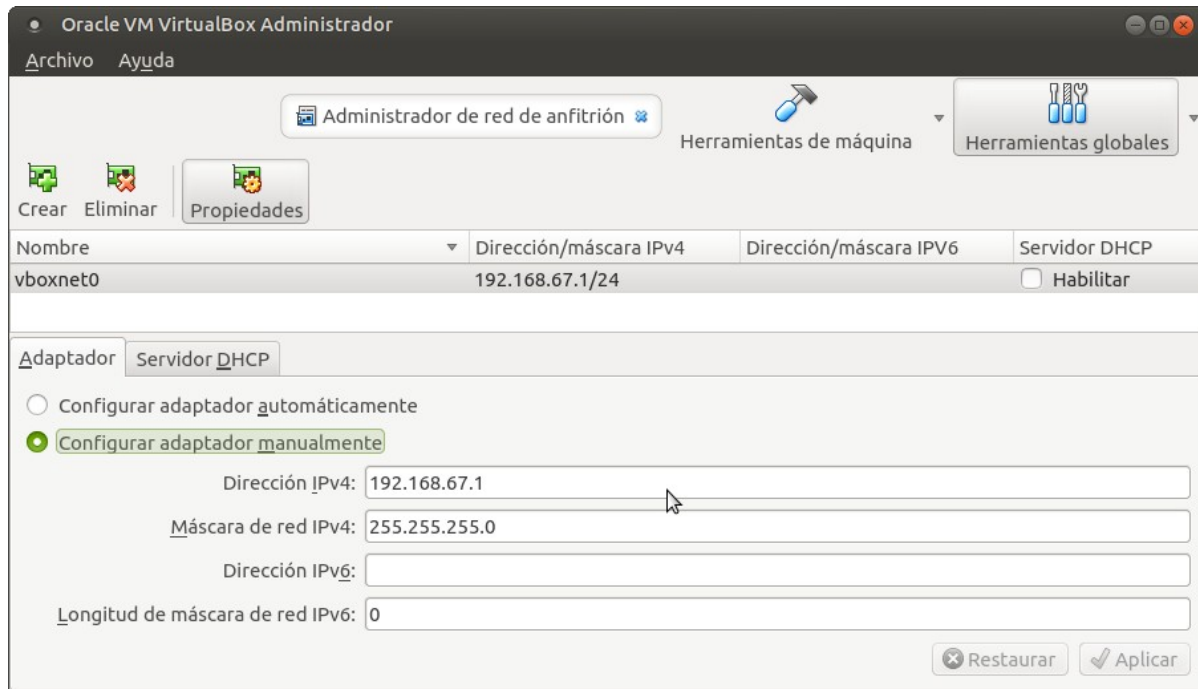 Oracle VM VirtualBox Administrador
Archivo Ayuda
Administrador de red de anfitrión
Herramientas de máquina
Herramientas globales
Crear Eliminar Propiedades
Nombre Dirección/máscara IPv4 Dirección/máscara IPV6 Servidor DHCP
vboxnet0 192.168.67.1/24 Habilitar
Adaptador Servidor DHCP
Configurar adaptador automáticamente
Configurar adaptador manualmente
Dirección IPv4: 192.168.67.1
Máscara de red IPv4: 255.255.255.0
Dirección IPv6:
Longitud de máscara de red IPv6: 0
Restaurar Aplicar